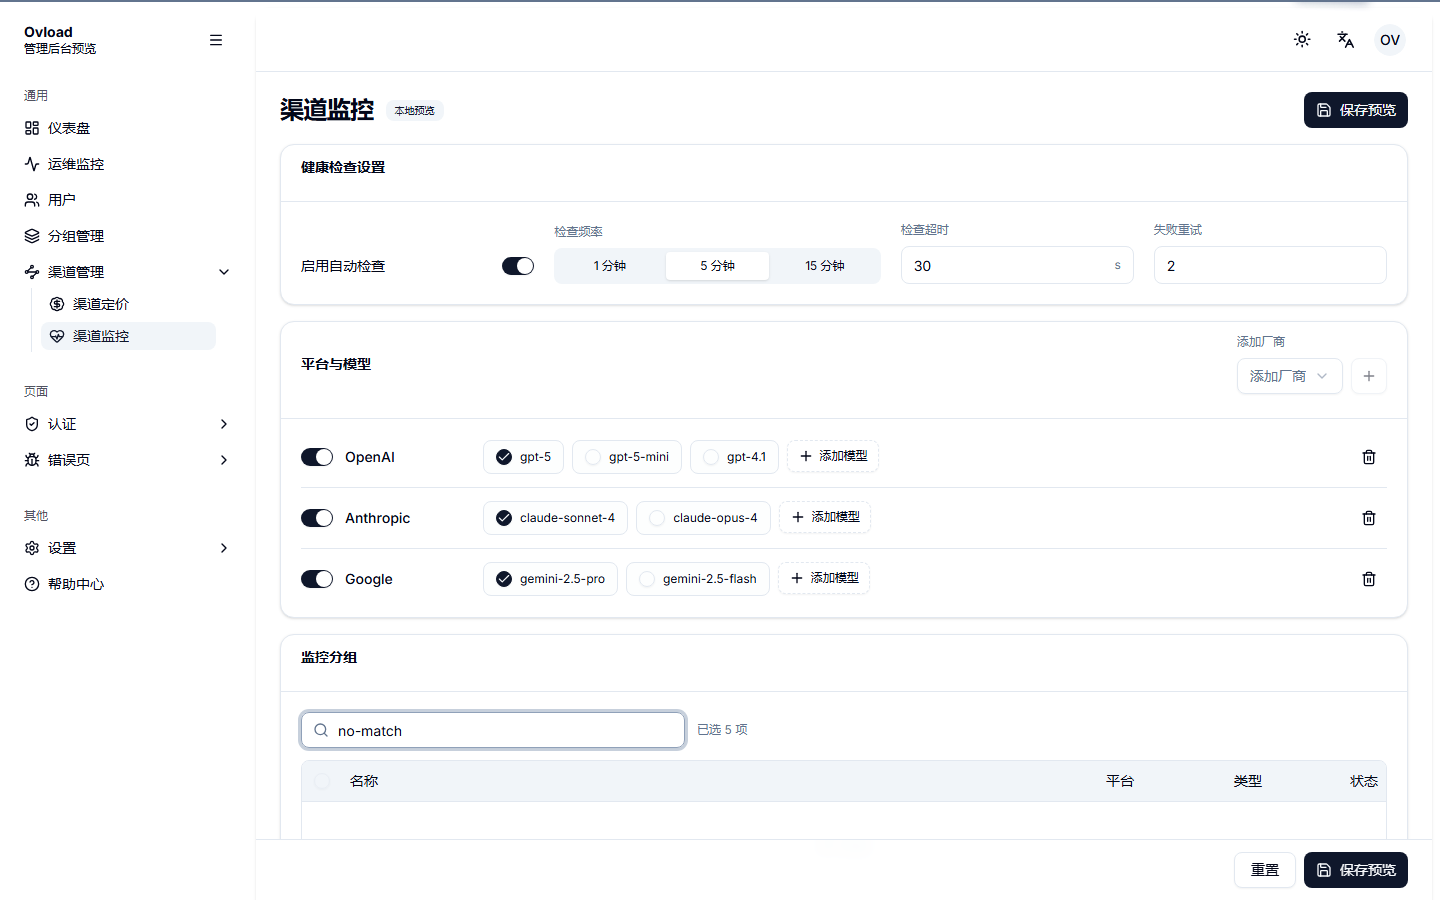 Ovload
管理后台预览
OV
通用
仪表盘
运维监控
用户
分组管理
渠道管理
渠道定价
渠道监控
页面
认证
错误页
其他
设置
帮助中心
渠道监控
本地预览
保存预览
健康检查设置
启用自动检查
检查频率
1 分钟
5 分钟
15 分钟
检查超时
30
s
失败重试
2
平台与模型
添加厂商
添加厂商
OpenAI
gpt-5
gpt-5-mini
gpt-4.1
添加模型
Anthropic
claude-sonnet-4
claude-opus-4
添加模型
Google
gemini-2.5-pro
gemini-2.5-flash
添加模型
监控分组
no-match
已选 5 项
名称
平台
类型
状态
重置
保存预览